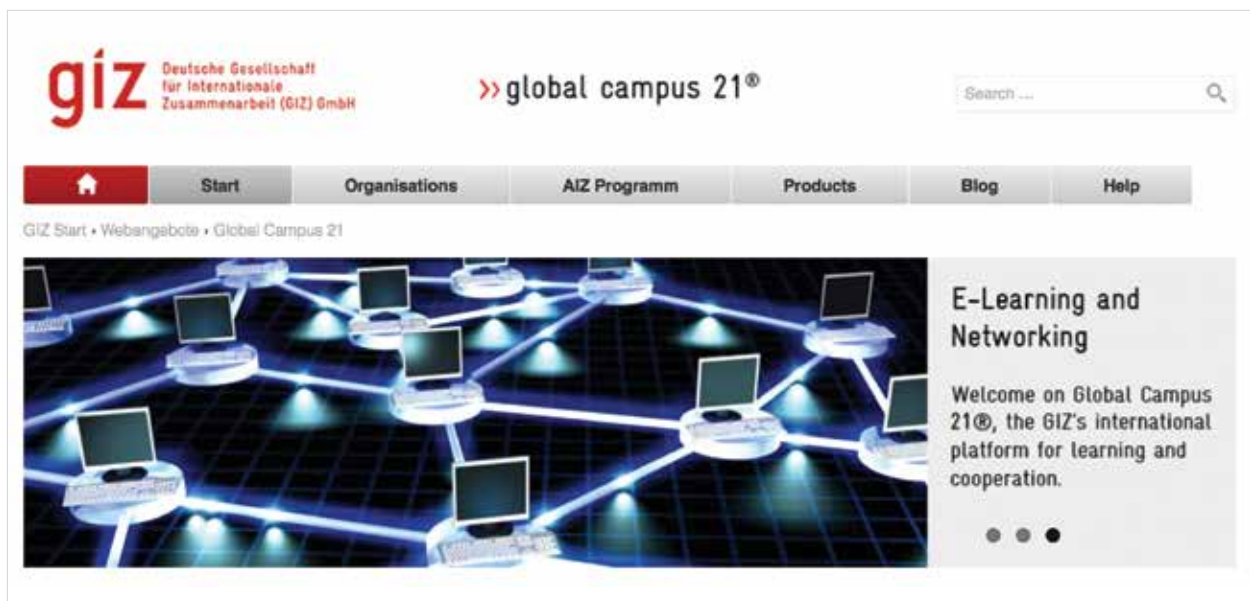 giz
Deutsche Gesellschaft
für Internationale
Zusammenarbeit (GIZ) GmbH
>> global campus 21®
Search ...
Start
Organisations
AIZ Programm
Products
Blog
Help
GIZ Start › Webangebote › Global Campus 21
E-Learning and
Networking
Welcome on Global Campus
21®, the GIZ's international
platform for learning and
cooperation.